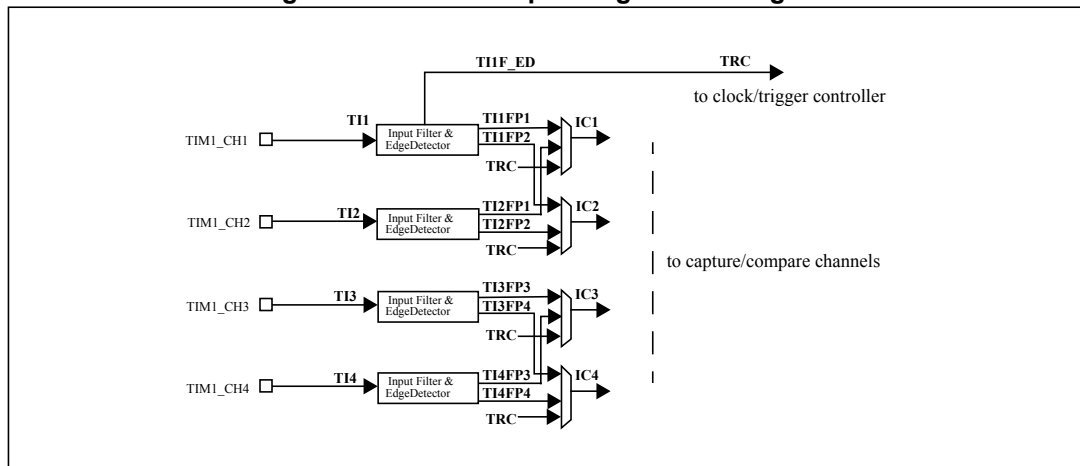 TI1F_ED
TRC
to clock/trigger controller
TI1
TIM1_CH1
Input Filter &
EdgeDetector
TI1FP1
TI1FP2
TRC
IC1
TI2
TIM1_CH2
Input Filter &
EdgeDetector
TI2FP1
TI2FP2
TRC
IC2
to capture/compare channels
TI3
TIM1_CH3
Input Filter &
EdgeDetector
TI3FP3
TI3FP4
TRC
IC3
TI4
TIM1_CH4
Input Filter &
EdgeDetector
TI4FP3
TI4FP4
TRC
IC4